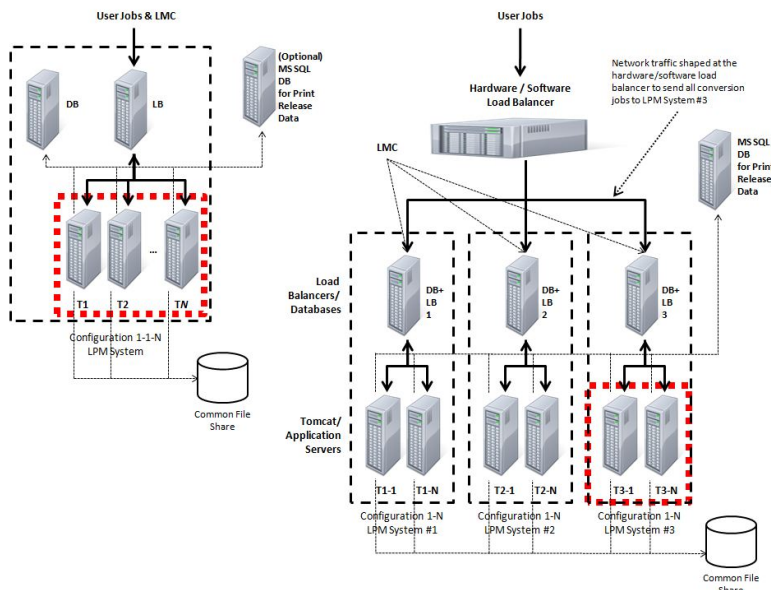 User Jobs & LMC
DB
LB
(Optional)
MS SQL
DB
for Print
Release
Data
T1
T2
...
TN
Configuration 1-1-N
LPM System
Common File
Share
User Jobs
Hardware / Software
Load Balancer
Network traffic shaped at the
hardware/software load
balancer to send all conversion
jobs to LPM System #3
LMC
MS SQL
DB
for Print
Release
Data
Load
Balancers/
Databases
DB+
LB
1
DB+
LB
2
DB+
LB
3
Tomcat/
Application
Servers
T1-1
T1-N
T2-1
T2-N
T3-1
T3-N
Configuration 1-N
LPM System #1
Configuration 1-N
LPM System #2
Configuration 1-N
LPM System #3
Common File
Share